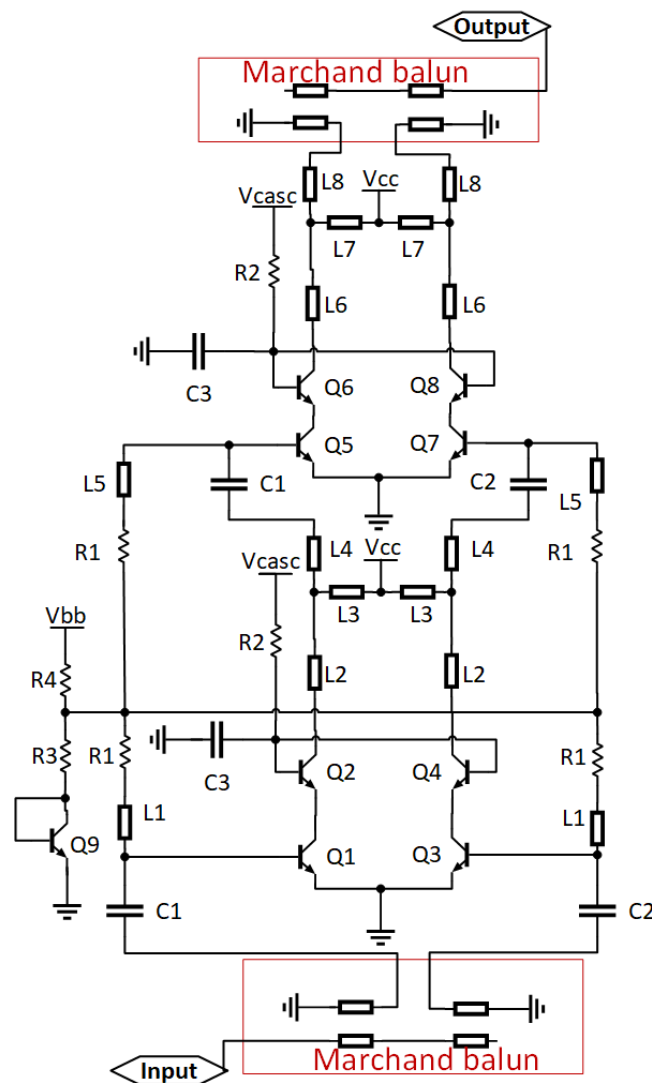 Output
Marchand balun
L8 Vcc L8
Vcasc
L7 L7
R2
L6 L6
C3
Q6 Q8
Q5 Q7
L5 C1 C2 L5
R1 L4 Vcc L4 R1
Vcasc
L3 L3
Vbb R2
R4 L2 L2
R3 R1 R1
C3 Q2 Q4
L1 L1
Q9 Q1 Q3
C1 C2
Marchand balun
Input